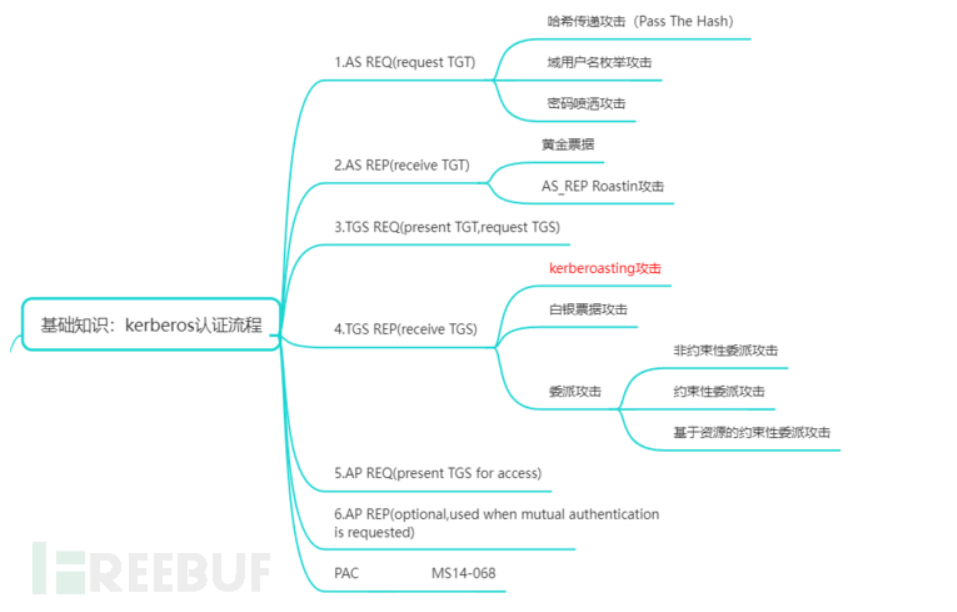 哈希传递攻击（Pass The Hash）
1.AS REQ(request TGT)
域用户名枚举攻击
密码喷洒攻击
黄金票据
2.AS REP(receive TGT)
AS_REP Roastin攻击
3.TGS REQ(present TGT,request TGS)
kerberoasting攻击
基础知识：kerberos认证流程
白银票据攻击
4.TGS REP(receive TGS)
非约束性委派攻击
委派攻击
约束性委派攻击
基于资源的约束性委派攻击
5.AP REQ(present TGS for access)
6.AP REP(optional,used when mutual authentication
is requested)
PAC MS14-068
FREEBUF